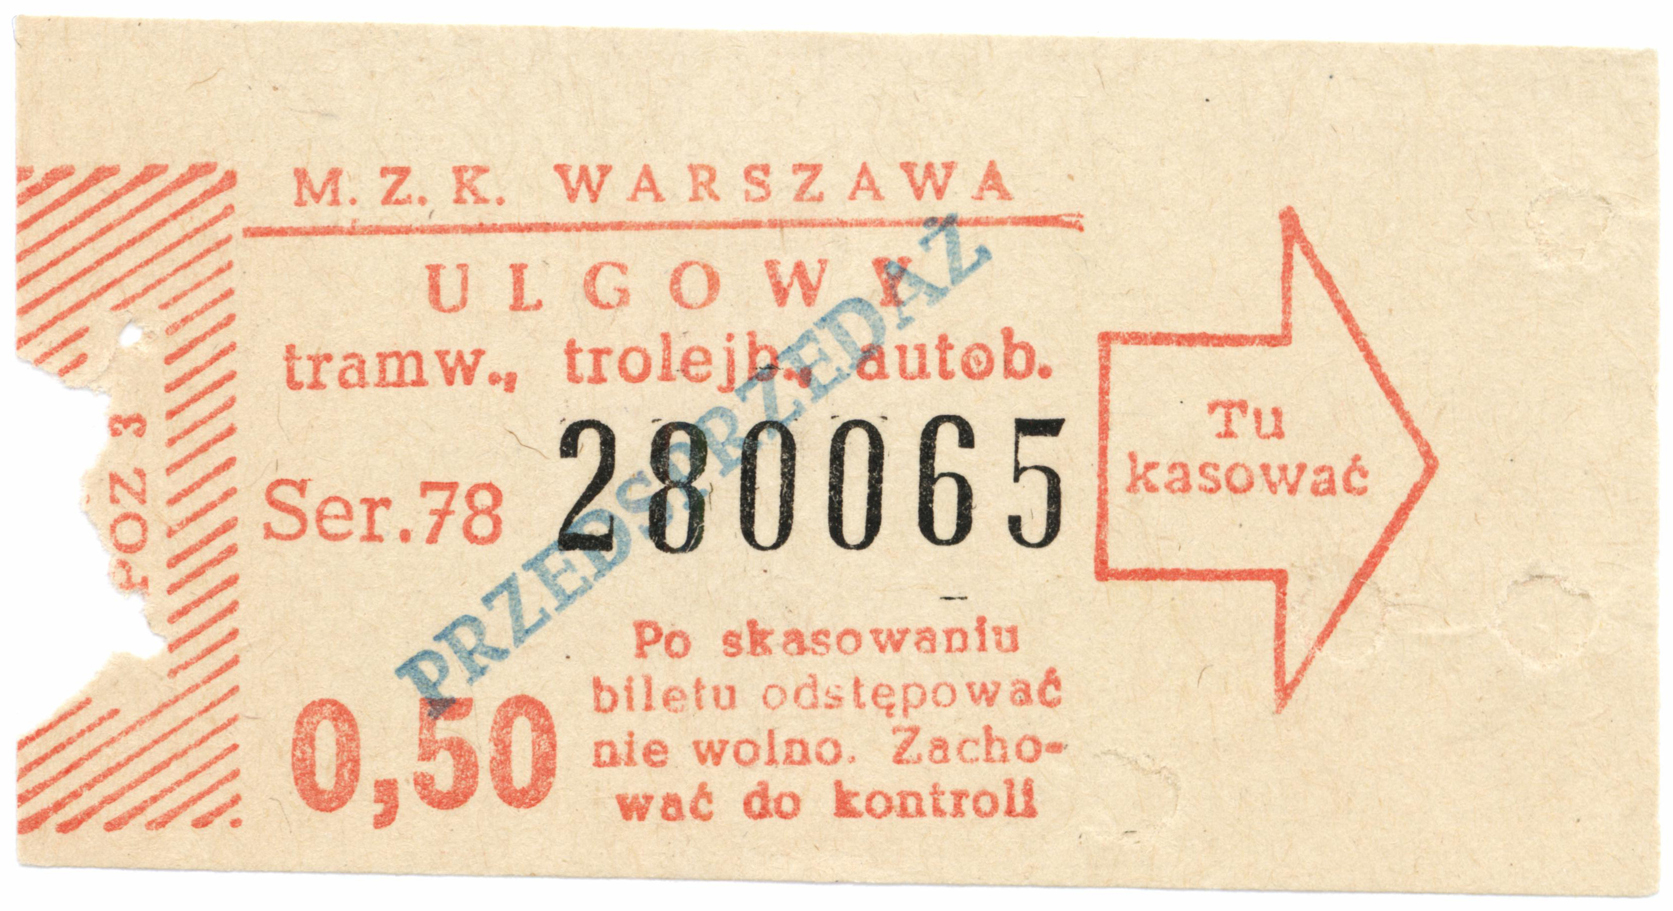 M. Z. K. WARSZAWA
ULGOWY
tramw., trolejb., autob.
Ser.78 280065
PRZEDSPRZEDAŻ
0,50
Po skasowaniu
biletu odstępować
nie wolno. Zacho-
wać do kontroli
Tu
kasować
POZ 3